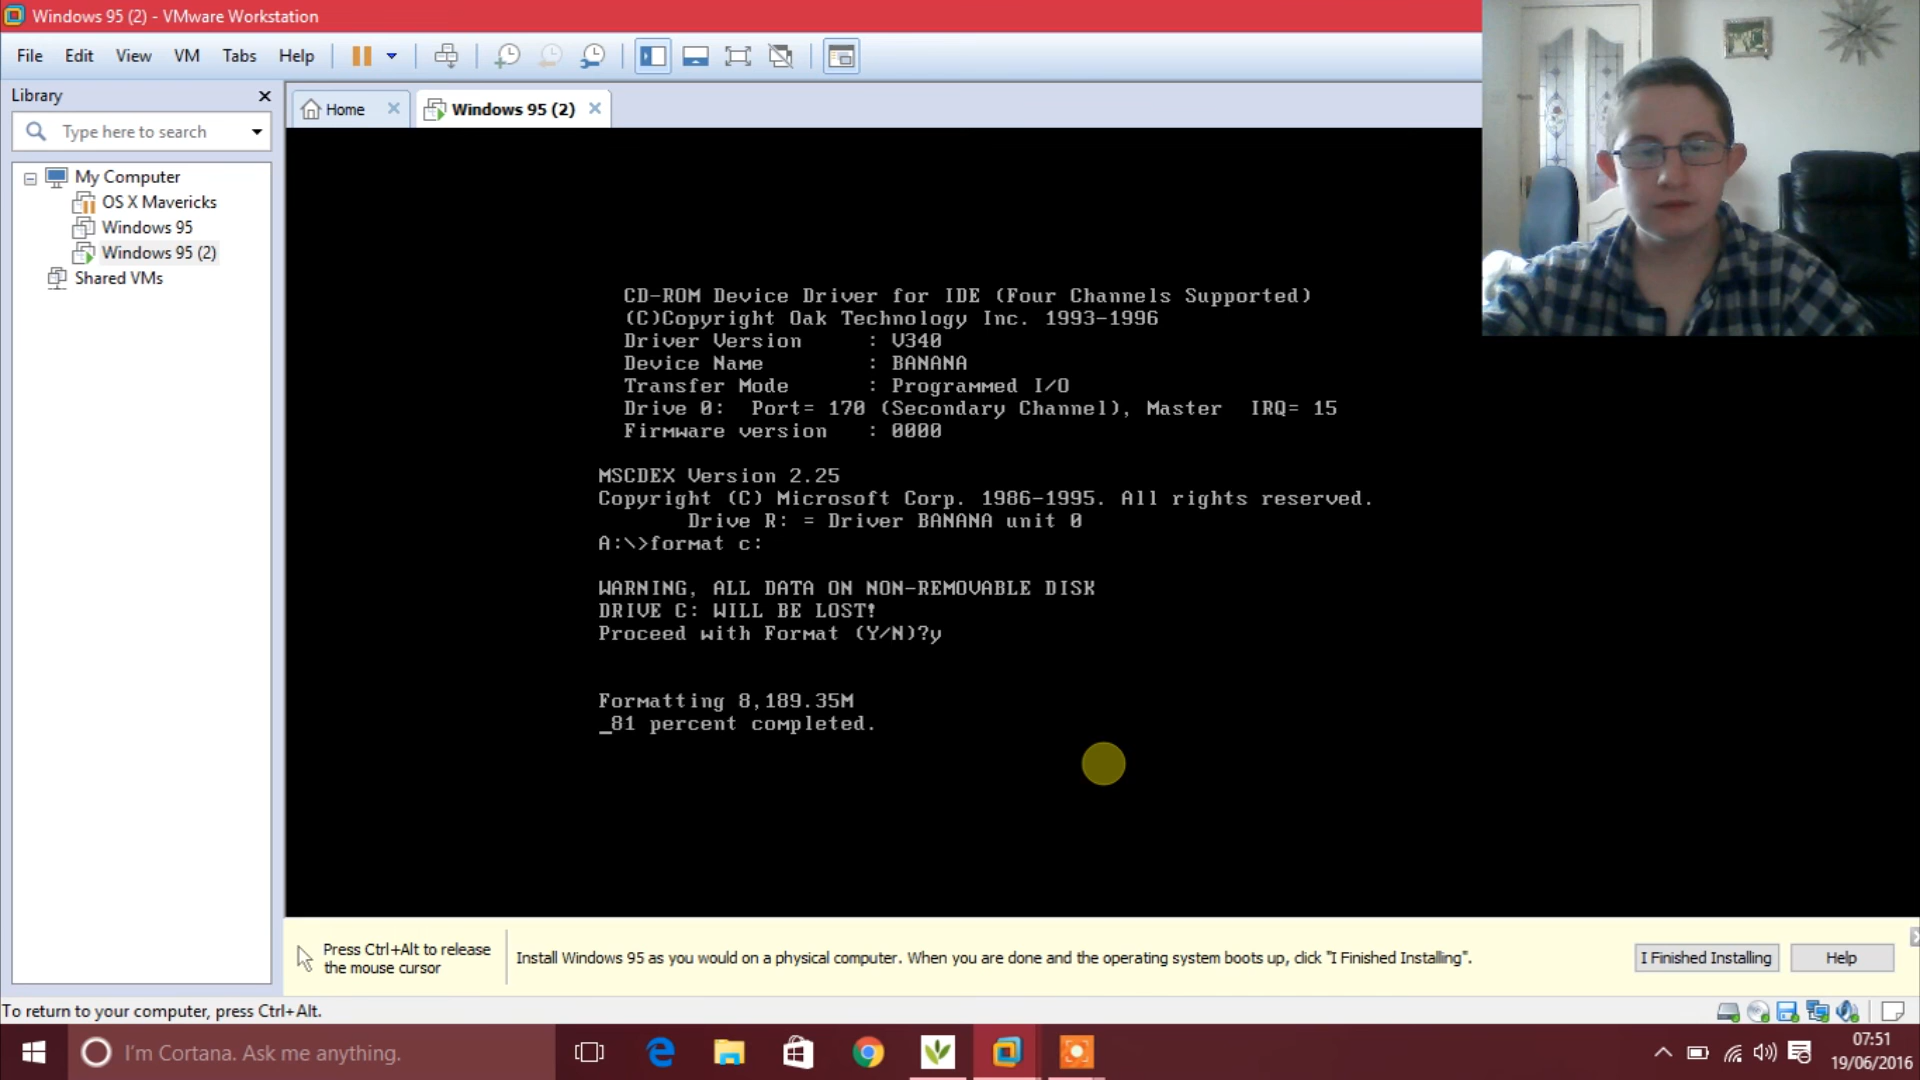 Windows 95 (2) - VMware Workstation
File Edit View VM Tabs Help
Library
Type here to search
My Computer
OS X Mavericks
Windows 95
Windows 95 (2)
Shared VMs
Home
Windows 95 (2)
CD-ROM Device Driver for IDE (Four Channels Supported)
(C)Copyright Oak Technology Inc. 1993-1996
Driver Version : V340
Device Name : BANANA
Transfer Mode : Programmed I/O
Drive 0: Port= 170 (Secondary Channel), Master IRQ= 15
Firmware version : 0000
MSCDEX Version 2.25
Copyright (C) Microsoft Corp. 1986-1995. All rights reserved.
Drive R: = Driver BANANA unit 0
A:\>format c:
WARNING, ALL DATA ON NON-REMOVABLE DISK
DRIVE C: WILL BE LOST!
Proceed with Format (Y/N)?y
Formatting 8,189.35M
_81 percent completed.
Press Ctrl+Alt to release
the mouse cursor
Install Windows 95 as you would on a physical computer. When you are done and the operating system boots up, click "I Finished Installing".
I Finished Installing
Help
To return to your computer, press Ctrl+Alt.
I'm Cortana. Ask me anything.
07:51
19/06/2016